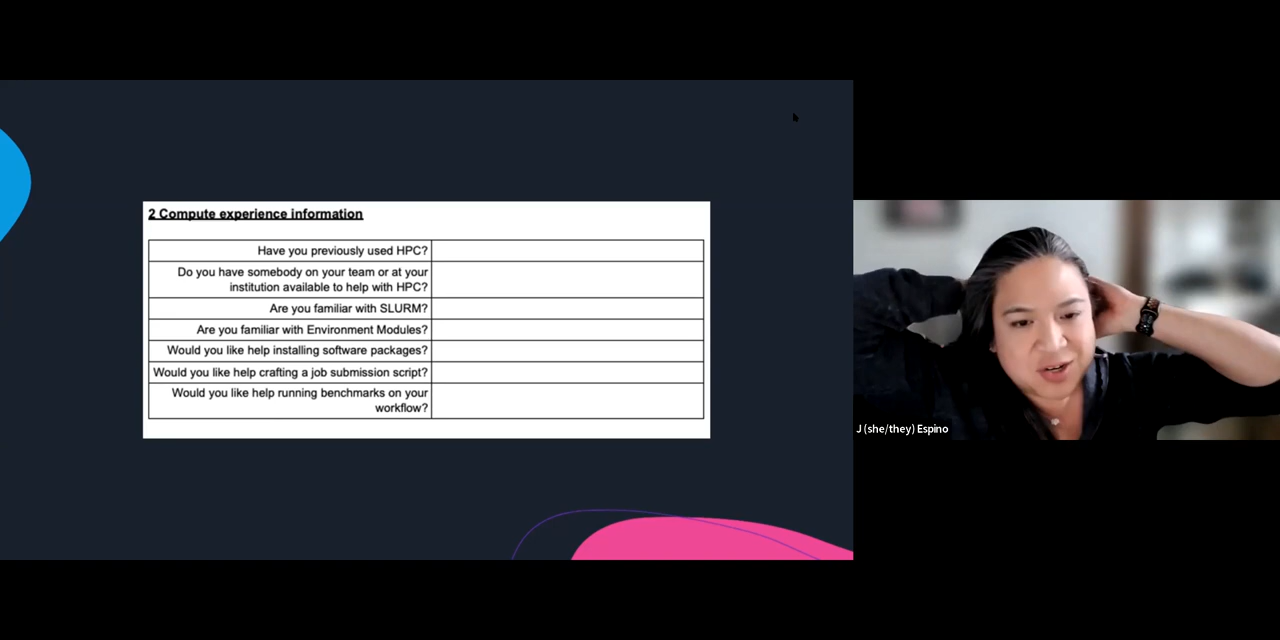 2 Compute experience information
Have you previously used HPC?
Do you have somebody on your team or at your
institution available to help with HPC?
Are you familiar with SLURM?
Are you familiar with Environment Modules?
Would you like help installing software packages?
Would you like help crafting a job submission script?
Would you like help running benchmarks on your
workflow?
J (she/they) Espino